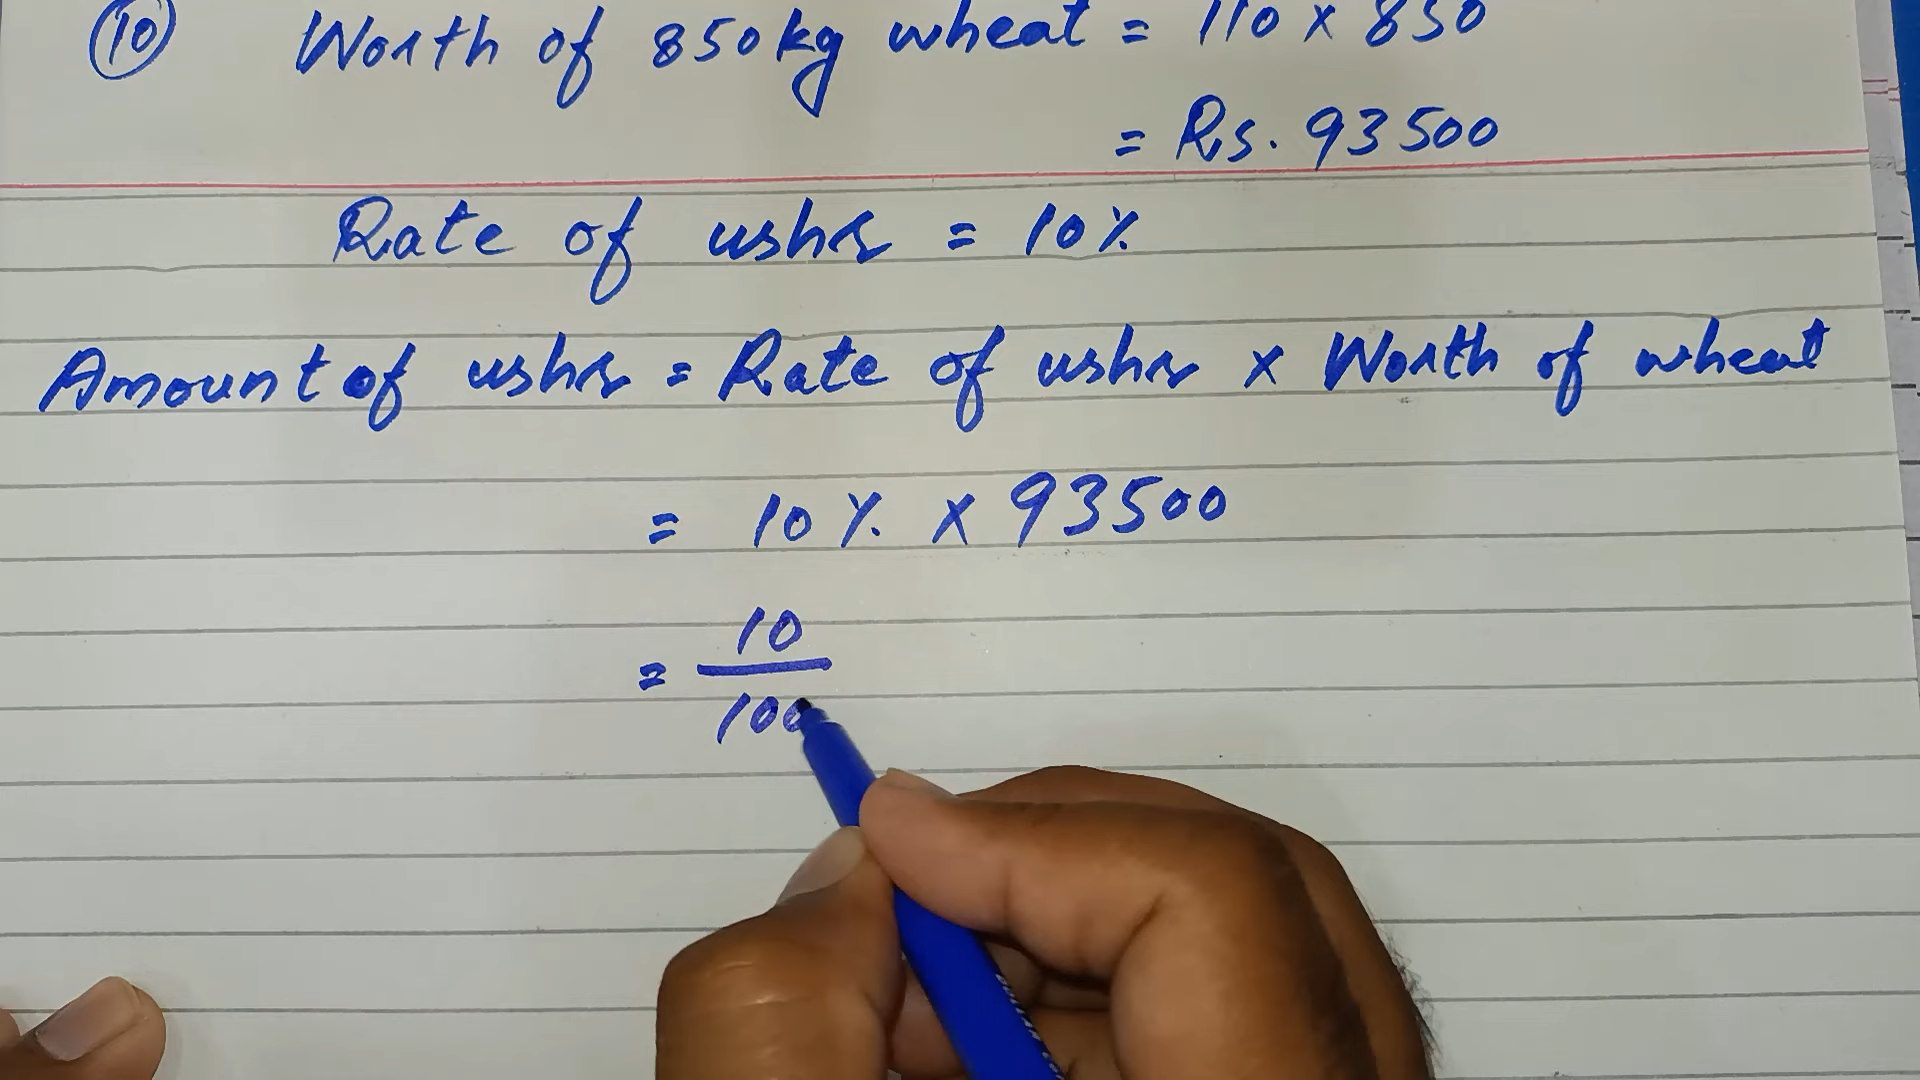 10 Worth of 850kg wheat = 110 x 850
= Rs. 93500
Rate of ushr = 10%
Amount of ushr = Rate of ushr x Worth of wheat
= 10% x 93500
= 10
100